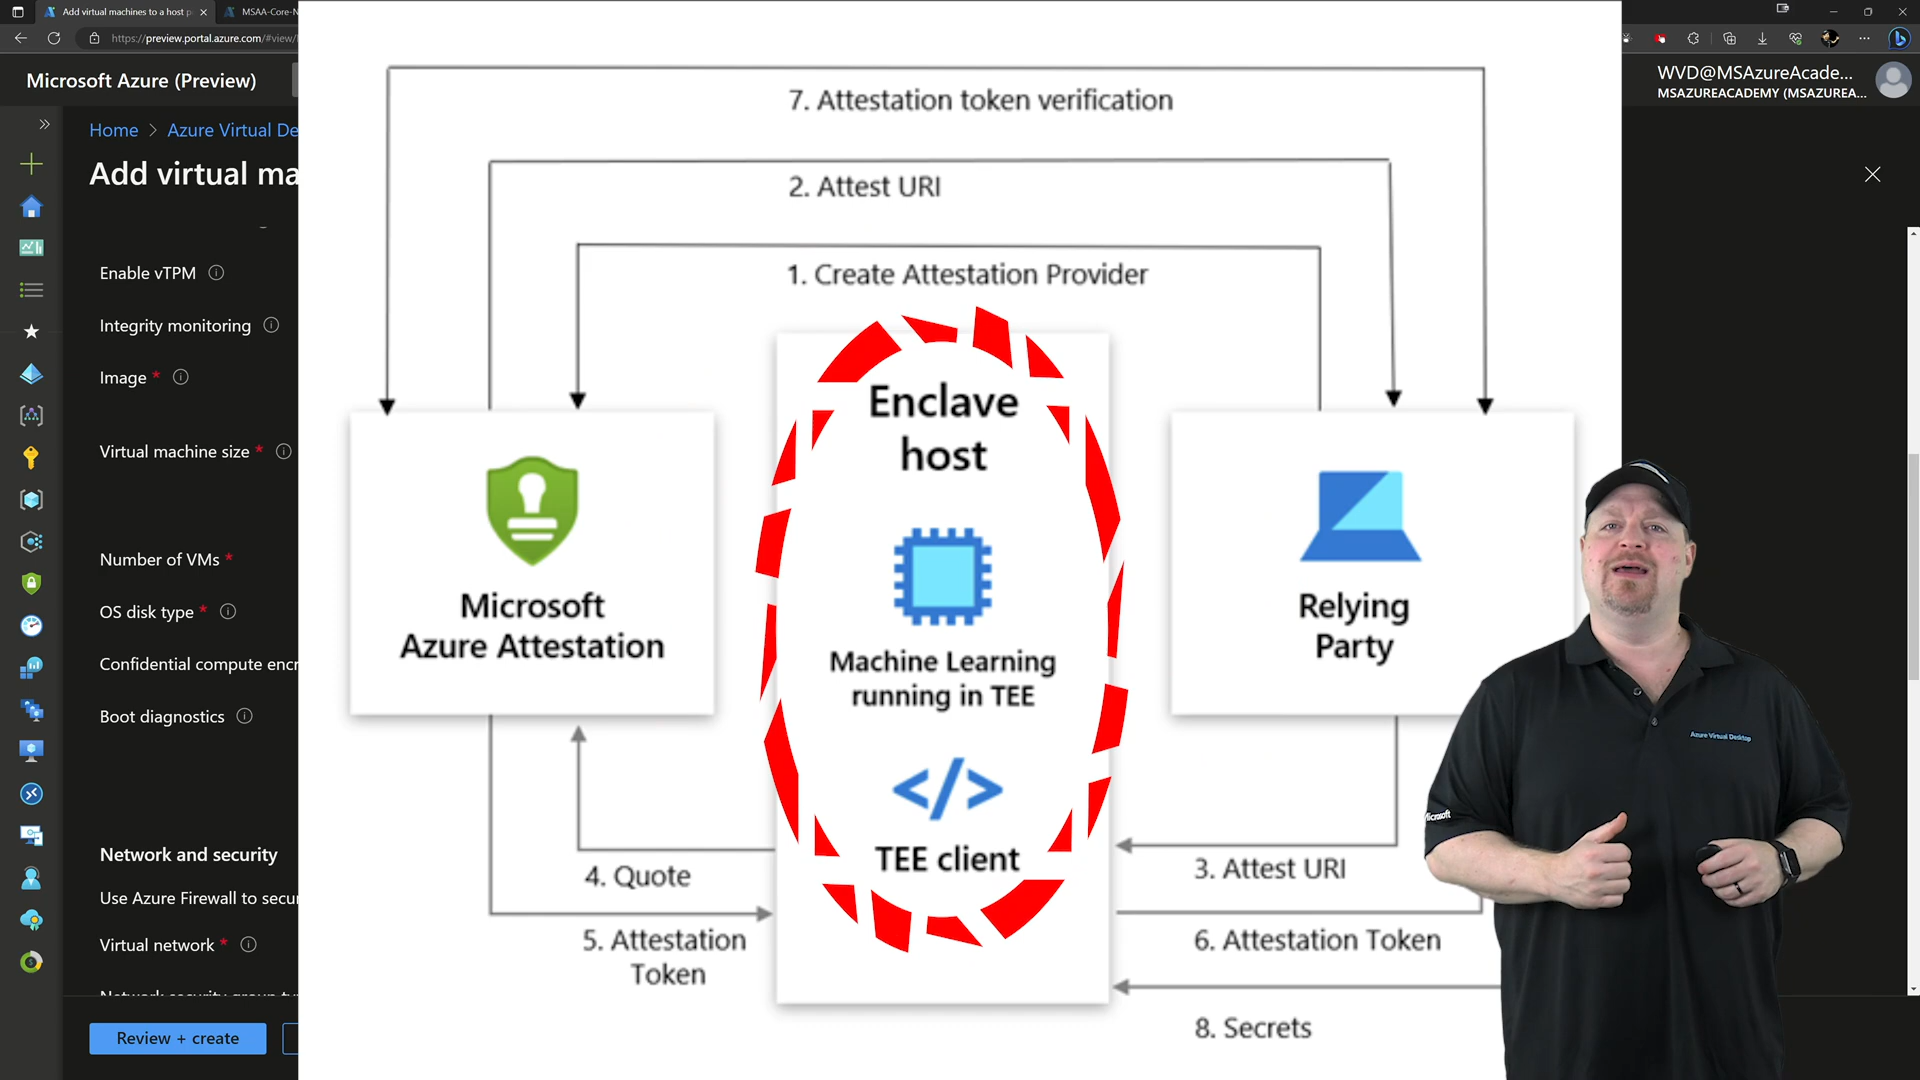 Add virtual machines to a host p
MSAA-Core-N
https://preview.portal.azure.com/#view/
Microsoft Azure (Preview)
WVD@MSAzureAcade...
MSAZUREACADEMY (MSAZUREA...
Home > Azure Virtual De
Add virtual ma
Enable vTPM
Integrity monitoring
Image *
Virtual machine size *
Number of VMs *
OS disk type *
Confidential compute encr
Boot diagnostics
Network and security
Use Azure Firewall to secu
Virtual network *
Review + create
7. Attestation token verification
2. Attest URI
1. Create Attestation Provider
Microsoft
Azure Attestation
Enclave
host
Machine Learning
running in TEE
TEE client
Relying
Party
4. Quote
5. Attestation
Token
3. Attest URI
6. Attestation Token
8. Secrets
Azure Virtual Desktop
Microsoft